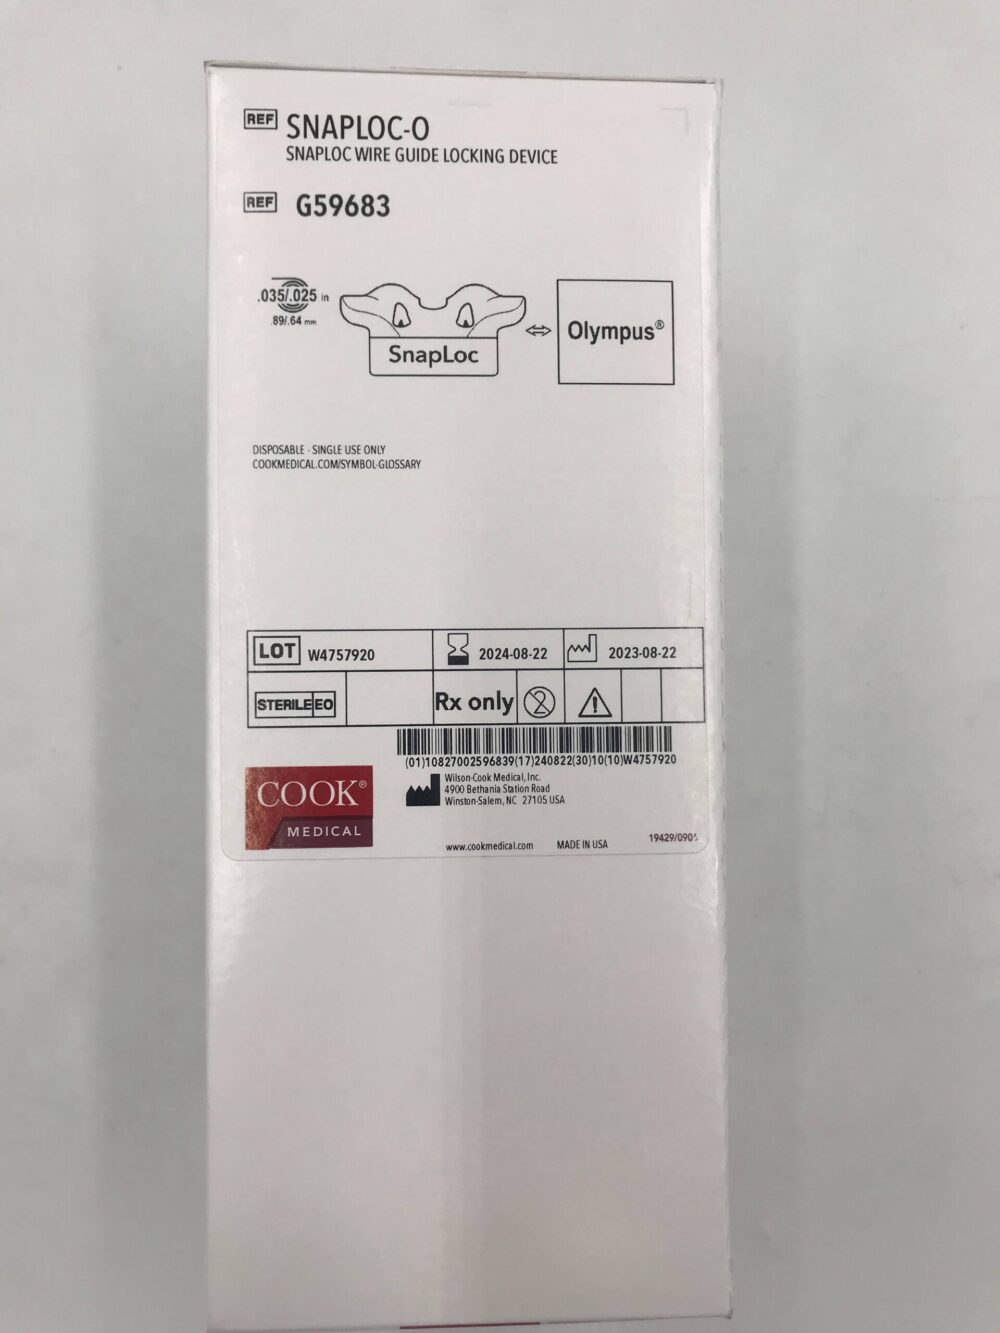 REF SNAPLOC-O
SNAPLOC WIRE GUIDE LOCKING DEVICE
REF G59683
.035/.025 in
.89/.64 mm
SnapLoc
Olympus®
DISPOSABLE - SINGLE USE ONLY
COOKMEDICAL.COM/SYMBOL-GLOSSARY
LOT W4757920 2024-08-22 2023-08-22
STERILE EO Rx only 2
(01)10827002596839(17)240822(30)10(10)W4757920
COOK®
MEDICAL
Wilson-Cook Medical, Inc.
4900 Bethania Station Road
Winston-Salem, NC 27105 USA
www.cookmedical.com MADE IN USA